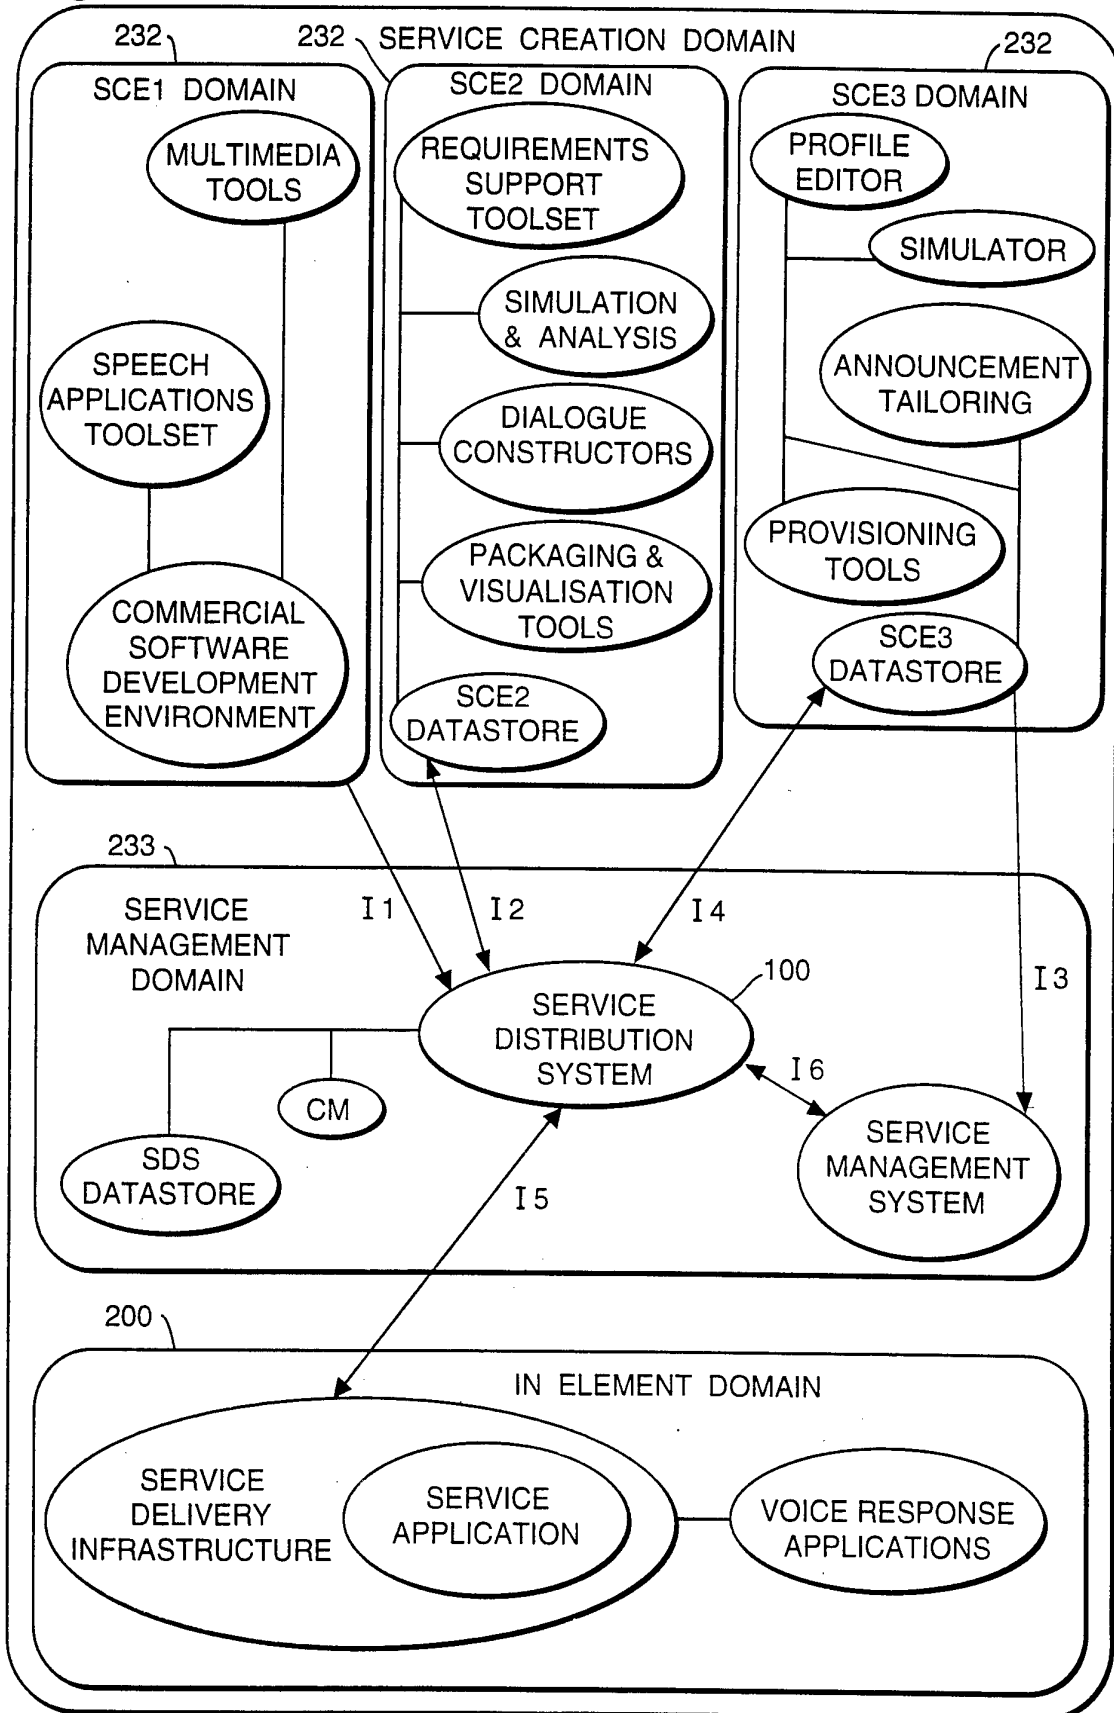 232
232
SERVICE CREATION DOMAIN
232
SCE1 DOMAIN
MULTIMEDIA
TOOLS
SPEECH
APPLICATIONS
TOOLSET
COMMERCIAL
SOFTWARE
DEVELOPMENT
ENVIRONMENT
SCE2 DOMAIN
REQUIREMENTS
SUPPORT
TOOLSET
SIMULATION
& ANALYSIS
DIALOGUE
CONSTRUCTORS
PACKAGING &
VISUALISATION
TOOLS
SCE2
DATASTORE
SCE3 DOMAIN
PROFILE
EDITOR
SIMULATOR
ANNOUNCEMENT
TAILORING
PROVISIONING
TOOLS
SCE3
DATASTORE
233
SERVICE
MANAGEMENT
DOMAIN
I1
I2
I4
I3
100
SERVICE
DISTRIBUTION
SYSTEM
I6
CM
SDS
DATASTORE
SERVICE
MANAGEMENT
SYSTEM
I5
200
IN ELEMENT DOMAIN
SERVICE
DELIVERY
INFRASTRUCTURE
SERVICE
APPLICATION
VOICE RESPONSE
APPLICATIONS